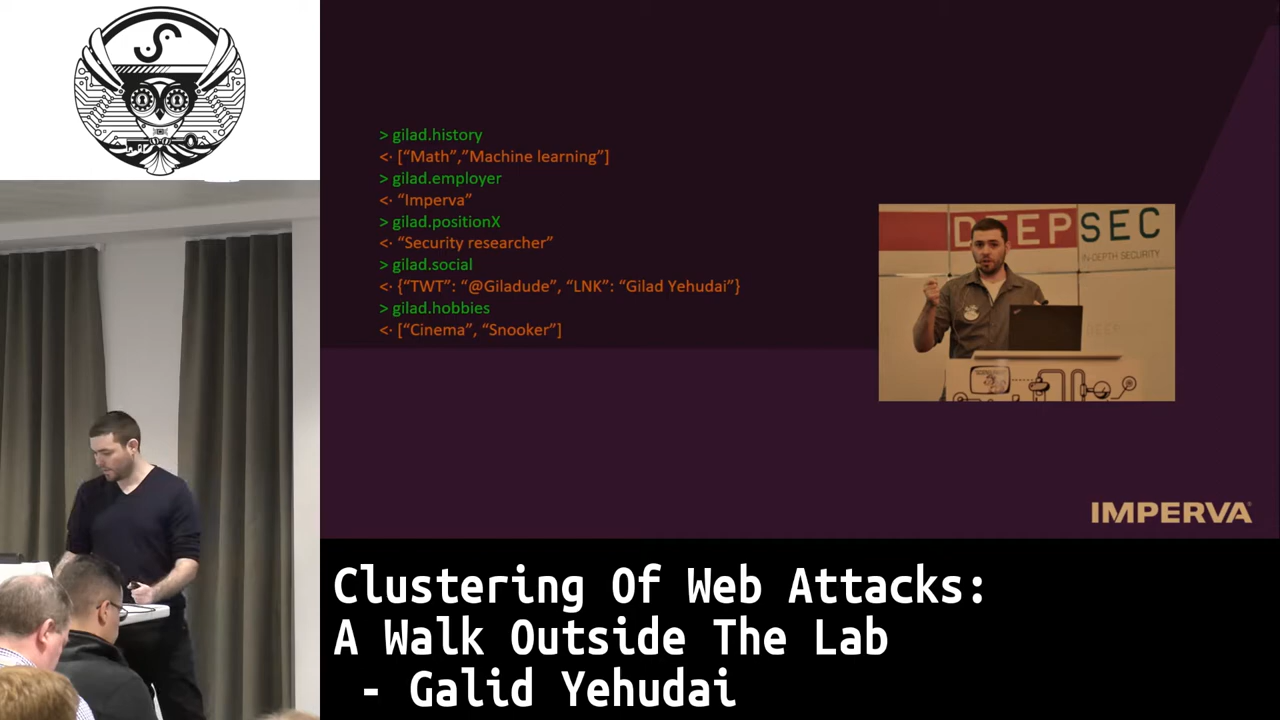 > gilad.history
<· [“Math”,”Machine learning”]
> gilad.employer
<· “Imperva”
> gilad.positionX
<· “Security researcher”
> gilad.social
<· {“TWT”: “@Giladude”, “LNK”: “Gilad Yehudai”}
> gilad.hobbies
<· [“Cinema”, “Snooker”]
DEEPSEC
IN-DEPTH SECURITY
IMPERVA
Clustering Of Web Attacks:
A Walk Outside The Lab
- Galid Yehudai